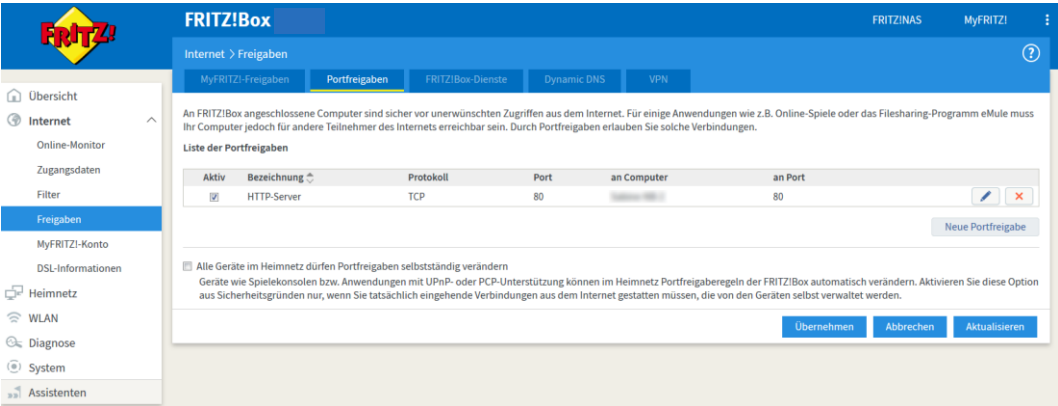 FRITZ!
FRITZ!Box
FRITZ!NAS MyFRITZ!
Internet > Freigaben
MyFRITZ!-Freigaben Portfreigaben FRITZ!Box-Dienste Dynamic DNS VPN
Übersicht
Internet
Online-Monitor
Zugangsdaten
Filter
Freigaben
MyFRITZ!-Konto
DSL-Informationen
Heimnetz
WLAN
Diagnose
System
Assistenten
An FRITZ!Box angeschlossene Computer sind sicher vor unerwünschten Zugriffen aus dem Internet. Für einige Anwendungen wie z.B. Online-Spiele oder das Filesharing-Programm eMule muss
Ihr Computer jedoch für andere Teilnehmer des Internets erreichbar sein. Durch Portfreigaben erlauben Sie solche Verbindungen.
Liste der Portfreigaben
Aktiv Bezeichnung Protokoll Port an Computer an Port
HTTP-Server TCP 80 80
Neue Portfreigabe
Alle Geräte im Heimnetz dürfen Portfreigaben selbstständig verändern
Geräte wie Spielekonsolen bzw. Anwendungen mit UPnP- oder PCP-Unterstützung können im Heimnetz Portfreigaberegeln der FRITZ!Box automatisch verändern. Aktivieren Sie diese Option
aus Sicherheitsgründen nur, wenn Sie tatsächlich eingehende Verbindungen aus dem Internet gestatten müssen, die von den Geräten selbst verwaltet werden.
Übernehmen Abbrechen Aktualisieren